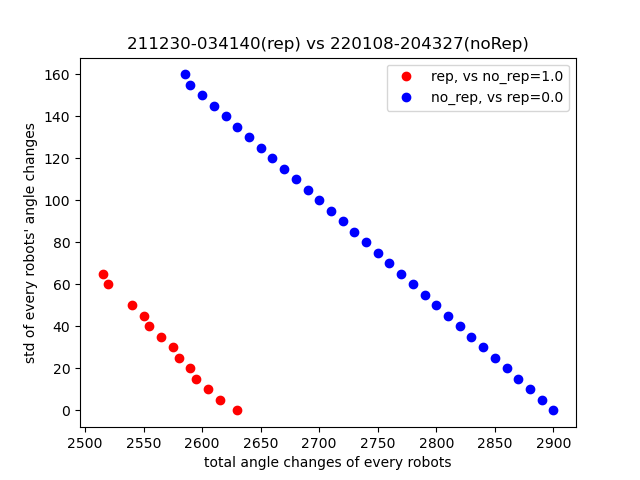 211230-034140(rep) vs 220108-204327(noRep)
rep, vs no_rep=1.0
no_rep, vs rep=0.0
std of every robots' angle changes
160
140
120
100
80
60
40
20
0
2500 2550 2600 2650 2700 2750 2800 2850 2900
total angle changes of every robots